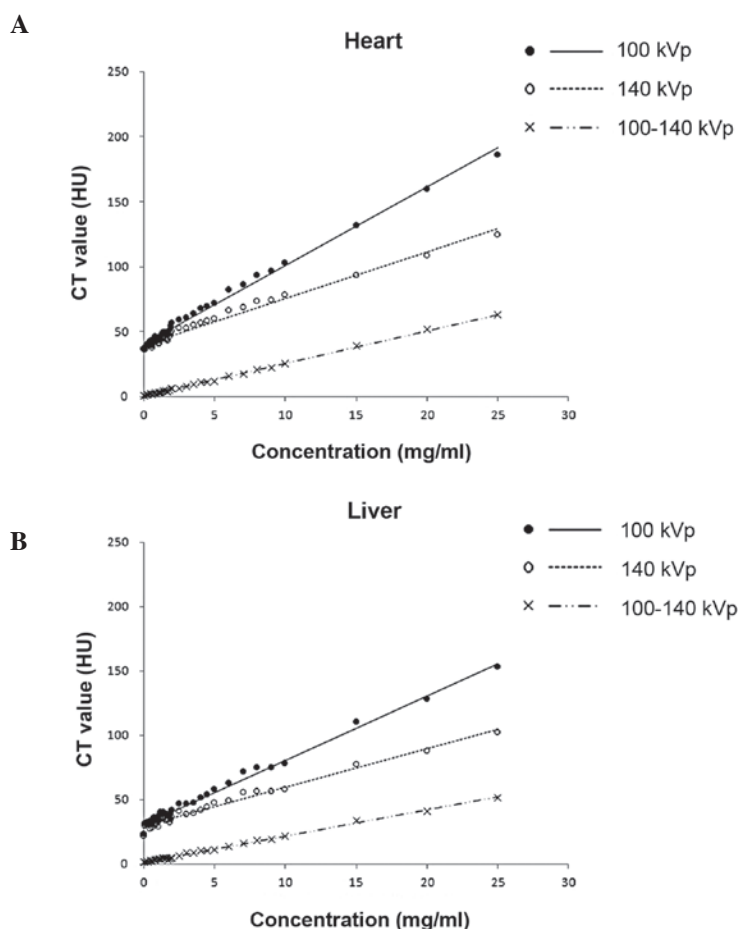 A
Heart
100 kVp
140 kVp
100-140 kVp
250
200
150
100
50
0
0 5 10 15 20 25 30
CT value (HU)
Concentration (mg/ml)
B
Liver
100 kVp
140 kVp
100-140 kVp
250
200
150
100
50
0
0 5 10 15 20 25 30
CT value (HU)
Concentration (mg/ml)